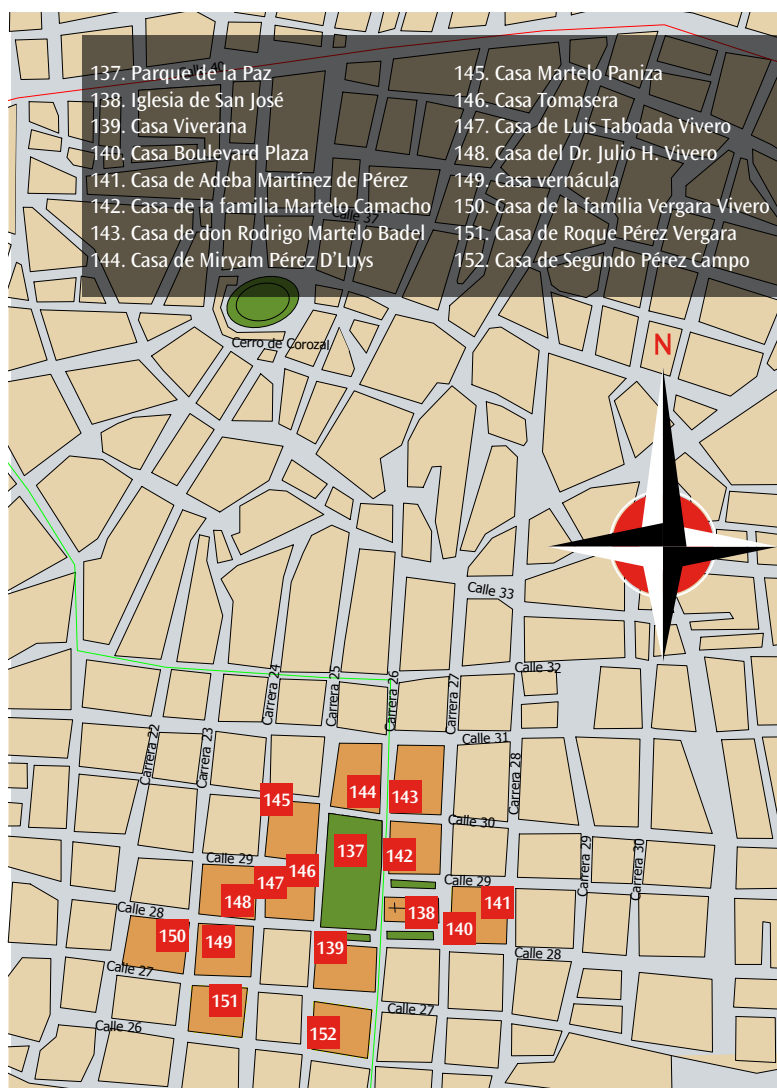 Calle 40
137. Parque de la Paz
138. Iglesia de San José
139. Casa Viverana
140. Casa Boulevard Plaza
141. Casa de Adeba Martínez de Pérez
142. Casa de la familia Martelo Camacho
143. Casa de don Rodrigo Martelo Badel
144. Casa de Miryam Pérez D'Luys
145. Casa Martelo Paniza
146. Casa Tomasera
147. Casa de Luis Taboada Vivero
148. Casa del Dr. Julio H. Vivero
149. Casa vernácula
150. Casa de la familia Vergara Vivero
151. Casa de Roque Pérez Vergara
152. Casa de Segundo Pérez Campo
Calle 37
Cerro de Corozal
N
Calle 33
Calle 32
Carrera 24
Carrera 25
Carrera 26
Carrera 27
Carrera 22
Carrera 23
Calle 31
Carrera 28
144
143
145
Calle 30
137
142
Carrera 29
Carrera 30
Calle 29
146
147
Calle 29
148
141
138
Calle 28
140
150
149
139
Calle 28
Calle 27
151
Calle 27
Calle 26
152